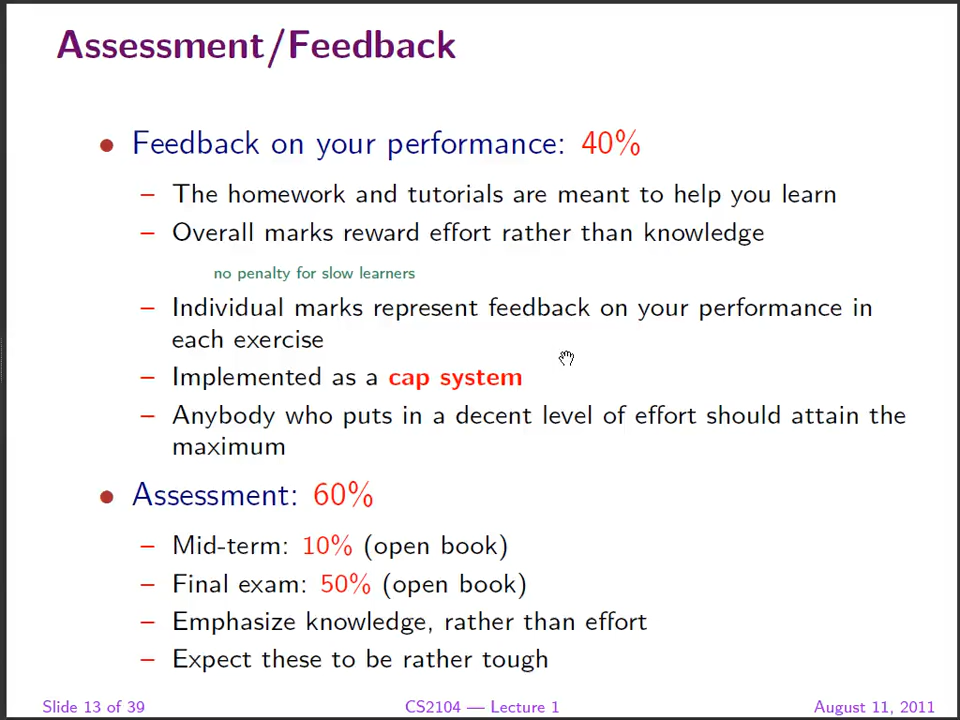 Assessment/Feedback
• Feedback on your performance: 40%
– The homework and tutorials are meant to help you learn
– Overall marks reward effort rather than knowledge
no penalty for slow learners
– Individual marks represent feedback on your performance in
each exercise
– Implemented as a cap system
– Anybody who puts in a decent level of effort should attain the
maximum
• Assessment: 60%
– Mid-term: 10% (open book)
– Final exam: 50% (open book)
– Emphasize knowledge, rather than effort
– Expect these to be rather tough
Slide 13 of 39 CS2104 — Lecture 1 August 11, 2011